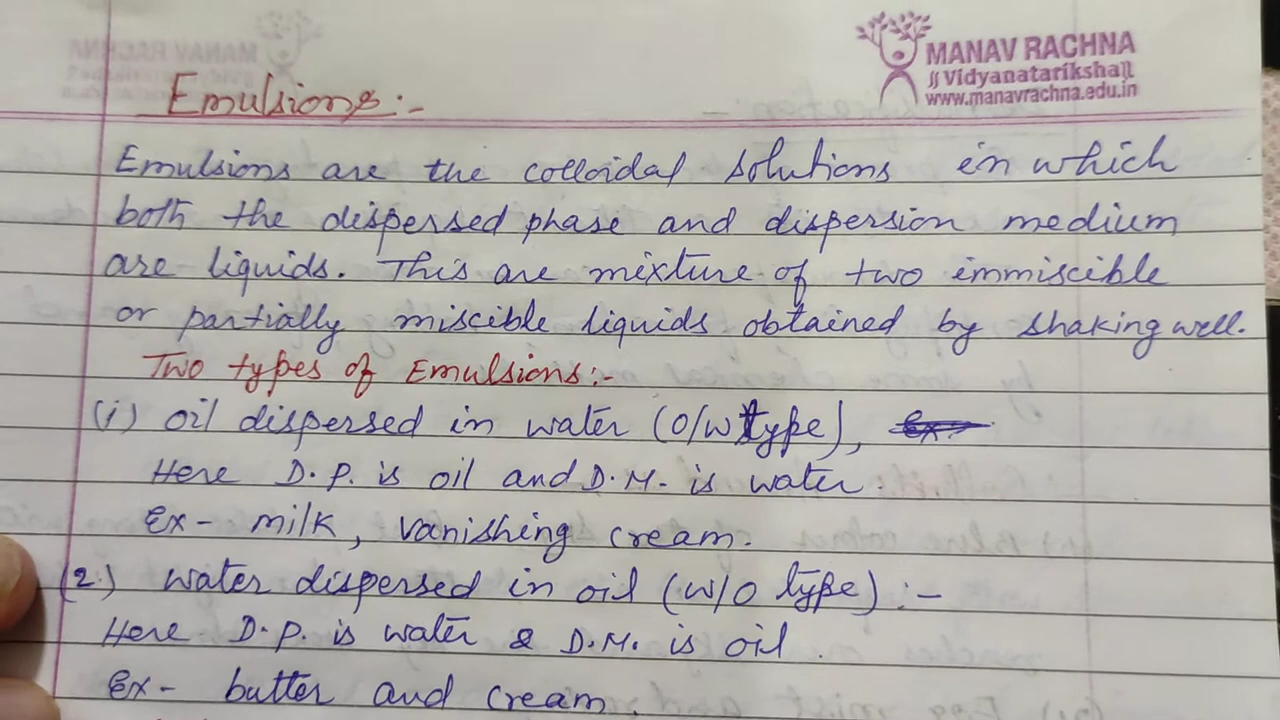 MANAV RACHNA
|| Vidyanatariksha ||
www.manavrachna.edu.in
Emulsions:-
Emulsions are the colloidal solutions in which
both the dispersed phase and dispersion medium
are liquids. This are mixture of two immiscible
or partially miscible liquids obtained by shaking well.
Two types of Emulsions:-
(i) oil dispersed in water (O/W type),
Here D.P. is oil and D.M. is water.
Ex- milk, vanishing cream.
(2.) water dispersed in oil (W/O type) :-
Here D.P. is water & D.M. is oil.
Ex- butter and cream.